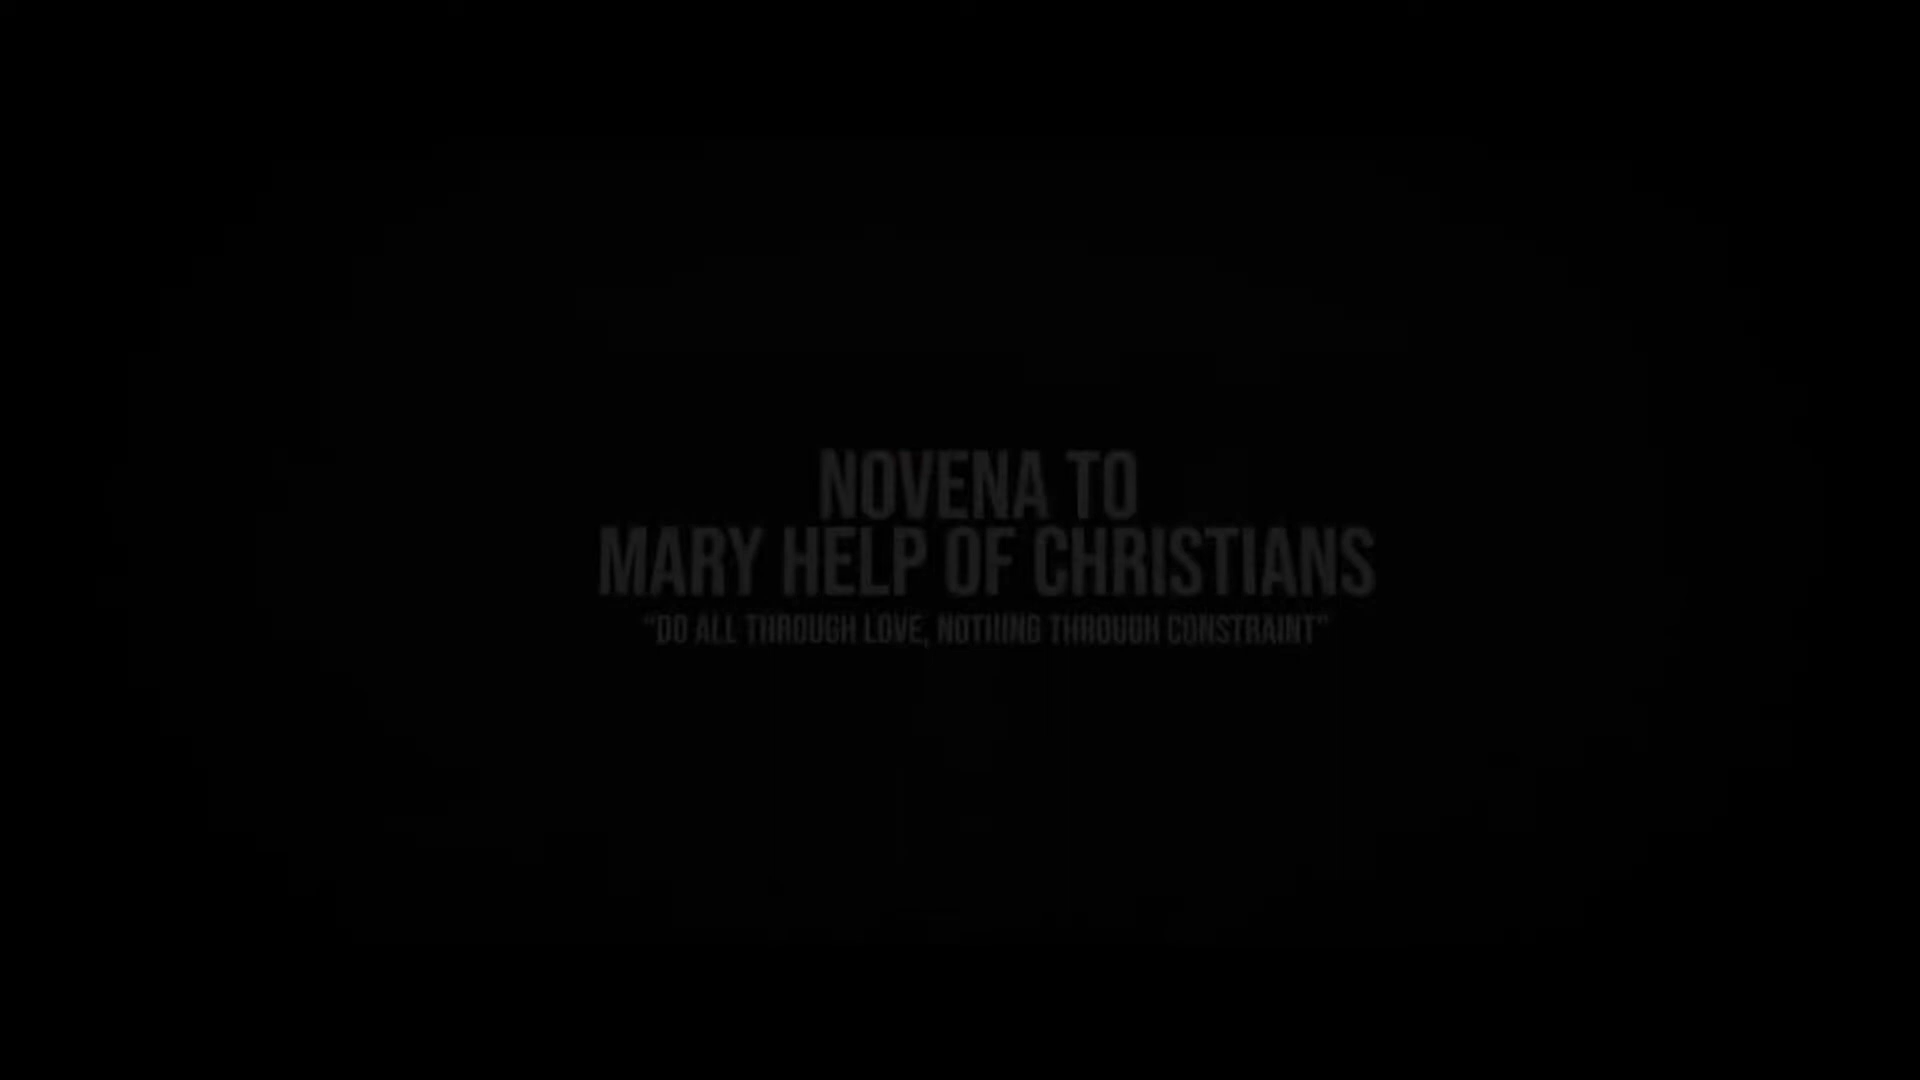 NOVENA TO
MARY HELP OF CHRISTIANS
"DO ALL THROUGH LOVE, NOTHING THROUGH CONSTRAINT"